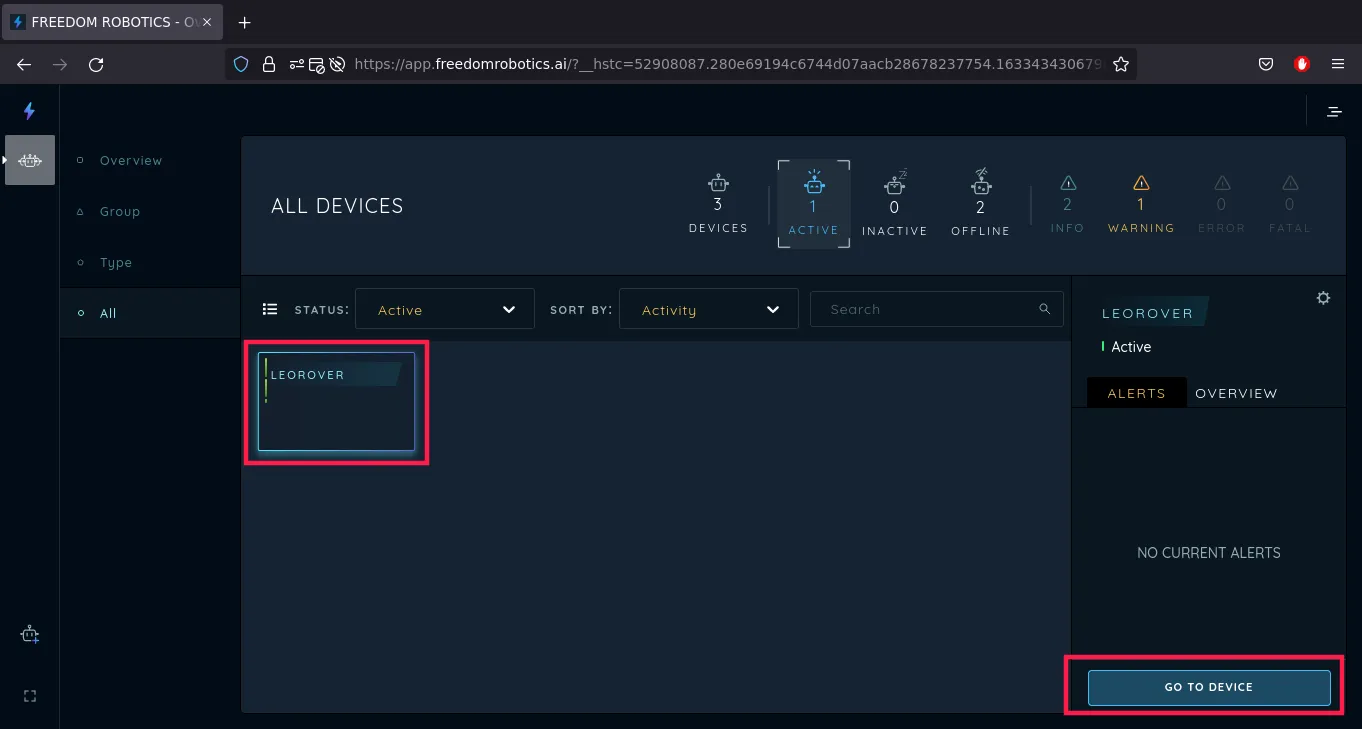 FREEDOM ROBOTICS - Ov
https://app.freedomrobotics.ai/?__hstc=52908087.280e69194c6744d07aacb28678237754.163343430679
Overview
Group
Type
All
ALL DEVICES
3
DEVICES
1
ACTIVE
0
INACTIVE
2
OFFLINE
2
INFO
1
WARNING
0
ERROR
0
FATAL
STATUS:
Active
SORT BY:
Activity
Search
LEOROVER
LEOROVER
Active
ALERTS
OVERVIEW
NO CURRENT ALERTS
GO TO DEVICE